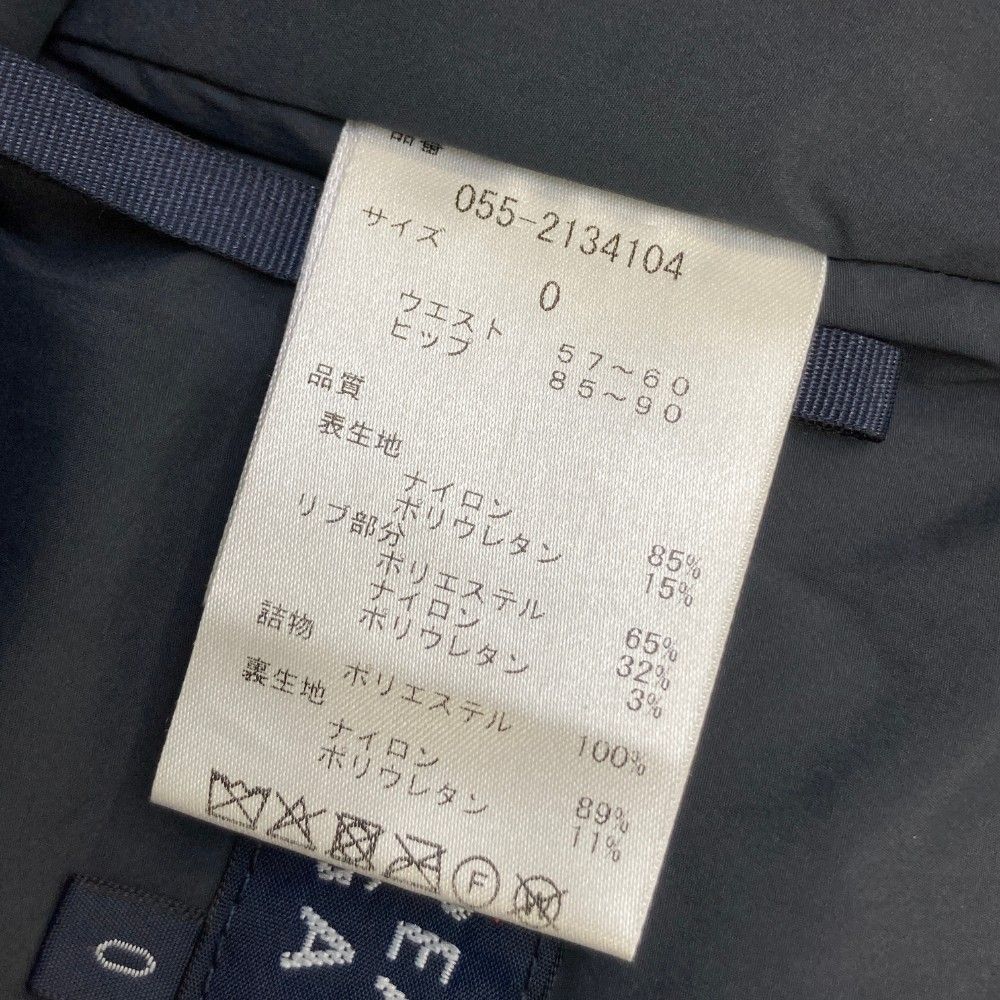 品番
055-2134104
サイズ
0
ウエスト 57～60
ヒップ 85～90
品質
表生地
ナイロン 85%
ポリウレタン 15%
リブ部分
ポリエステル 65%
ナイロン 32%
ポリウレタン 3%
詰物
ポリエステル 100%
裏生地
ナイロン 89%
ポリウレタン 11%
F
W
0
EA